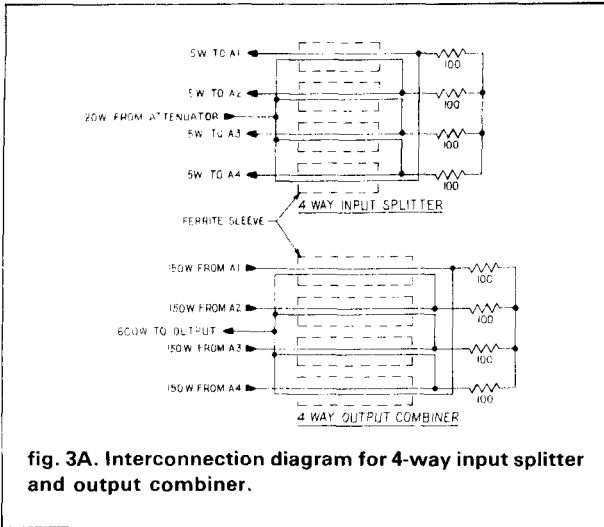 5W TO A1
100
5W TO A2
100
20W FROM ATTENUATOR
5W TO A3
100
5W TO A4
100
4 WAY INPUT SPLITTER
FERRITE SLEEVE
150W FROM A1
100
150W FROM A2
100
600W TO OUTPUT
150W FROM A3
100
150W FROM A4
100
4 WAY OUTPUT COMBINER
fig. 3A. Interconnection diagram for 4-way input splitter
and output combiner.